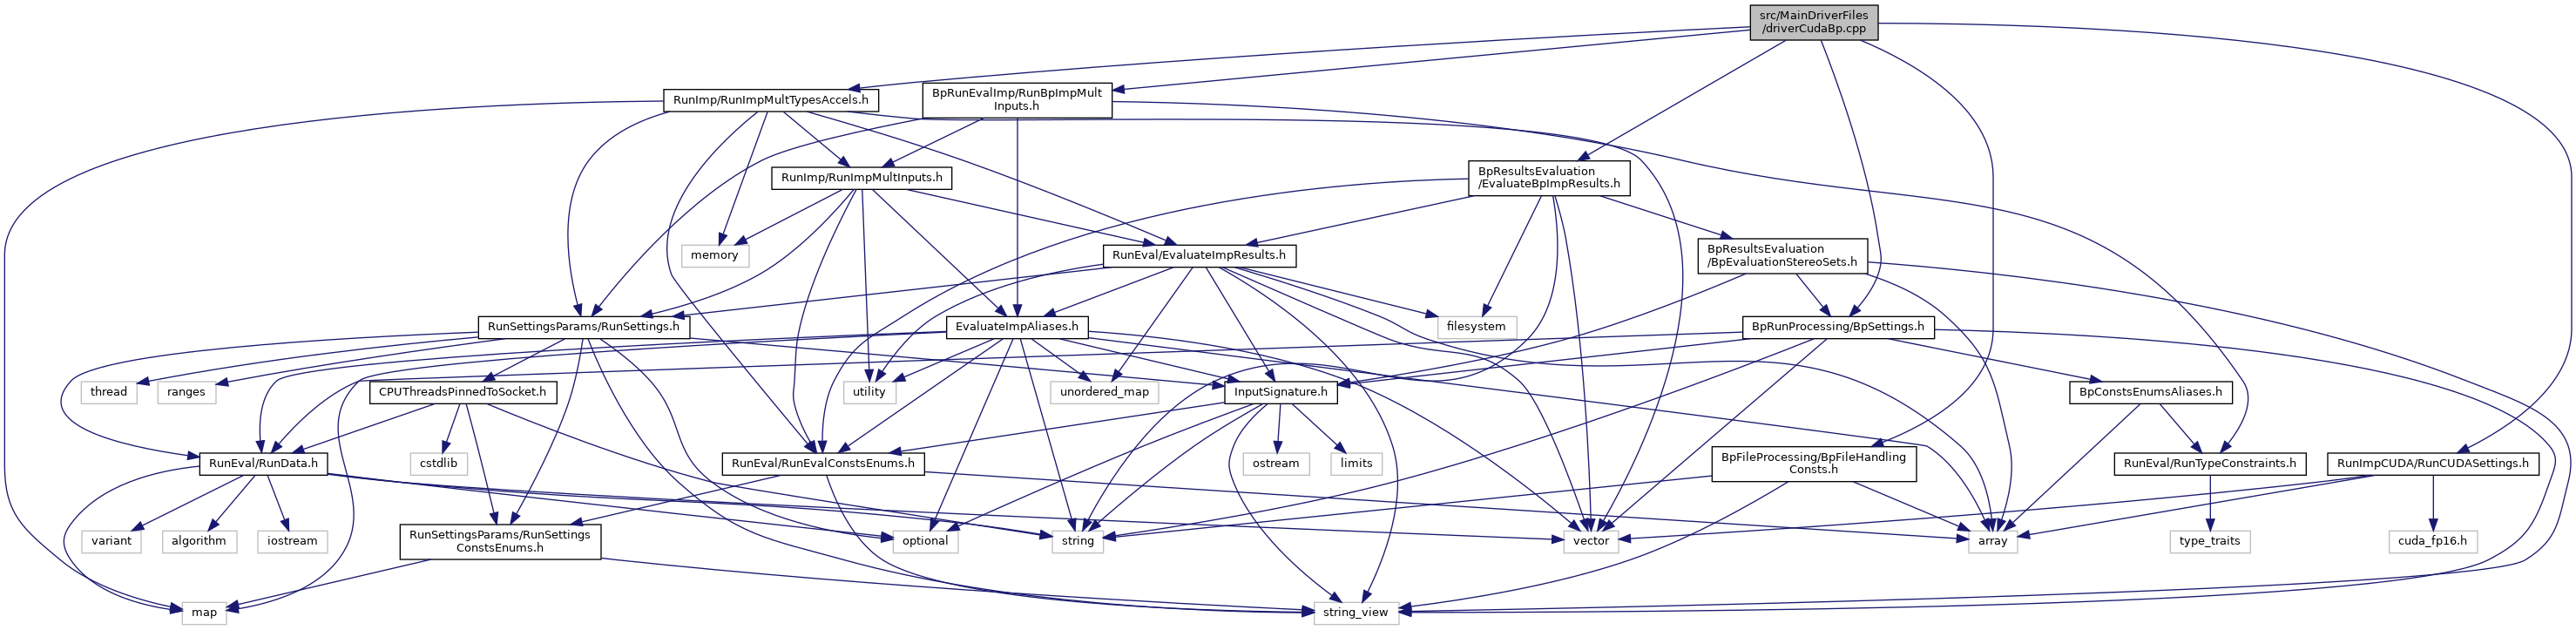 src/MainDriverFiles
/driverCudaBp.cpp
RunImp/RunImpMultTypesAccels.h
BpRunEvalImp/RunBpImpMult
Inputs.h
RunImp/RunImpMultInputs.h
BpResultsEvaluation
/EvaluateBpImpResults.h
memory
RunEval/EvaluateImpResults.h
BpResultsEvaluation
/BpEvaluationStereoSets.h
RunSettingsParams/RunSettings.h
EvaluateImpAliases.h
filesystem
BpRunProcessing/BpSettings.h
thread
ranges
CPUThreadsPinnedToSocket.h
utility
unordered_map
InputSignature.h
BpConstsEnumsAliases.h
RunEval/RunData.h
cstdlib
RunEval/RunEvalConstsEnums.h
ostream
limits
BpFileProcessing/BpFileHandling
Consts.h
RunEval/RunTypeConstraints.h
RunImpCUDA/RunCUDASettings.h
variant
algorithm
iostream
RunSettingsParams/RunSettings
ConstsEnums.h
optional
string
vector
array
type_traits
cuda_fp16.h
map
string_view